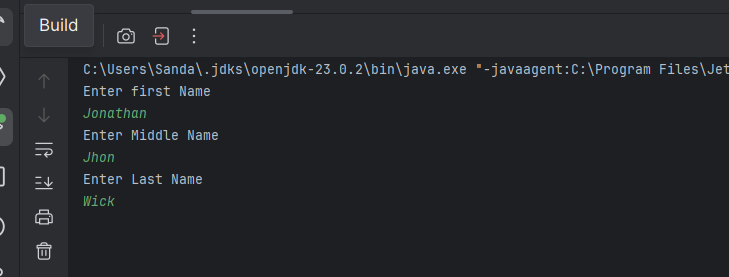 Build
C:\Users\Sanda\.jdks\openjdk-23.0.2\bin\java.exe "-javaagent:C:\Program Files\Jet
Enter first Name
Jonathan
Enter Middle Name
Jhon
Enter Last Name
Wick